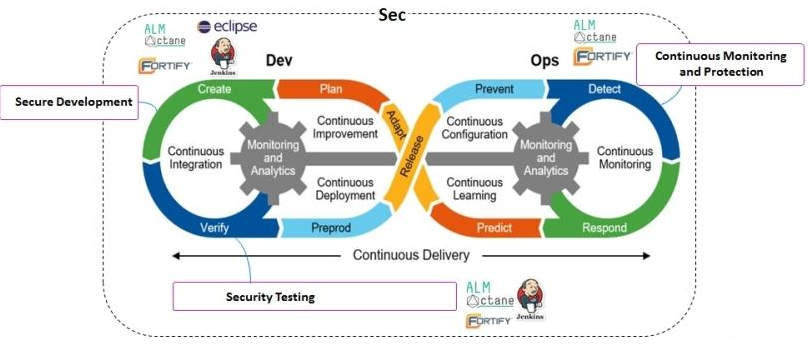 Sec
ALM
Octane
eclipse
FORTIFY
Jenkins
Dev
Ops
ALM
Octane
FORTIFY
Continuous Monitoring
and Protection
Secure Development
Create
Plan
Prevent
Detect
Adapt
Release
Continuous
Improvement
Continuous
Configuration
Continuous
Integration
Monitoring
and
Analytics
Monitoring
and
Analytics
Continuous
Monitoring
Continuous
Deployment
Continuous
Learning
Verify
Preprod
Predict
Respond
Continuous Delivery
Security Testing
ALM
Octane
FORTIFY
Jenkins